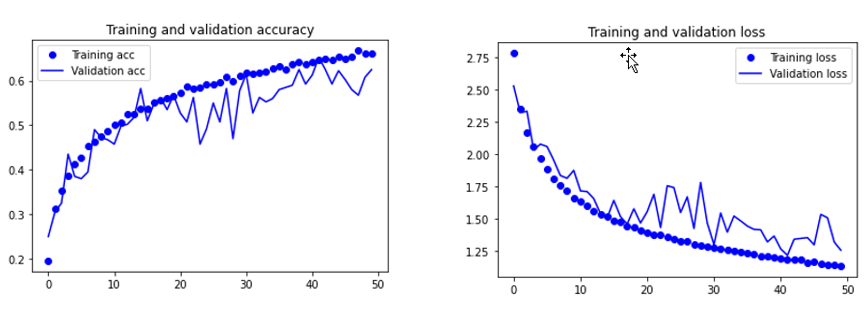 Training and validation accuracy
Training acc
Validation acc
0.6
0.5
0.4
0.3
0.2
0 10 20 30 40 50
Training and validation loss
Training loss
Validation loss
2.75
2.50
2.25
2.00
1.75
1.50
1.25
0 10 20 30 40 50